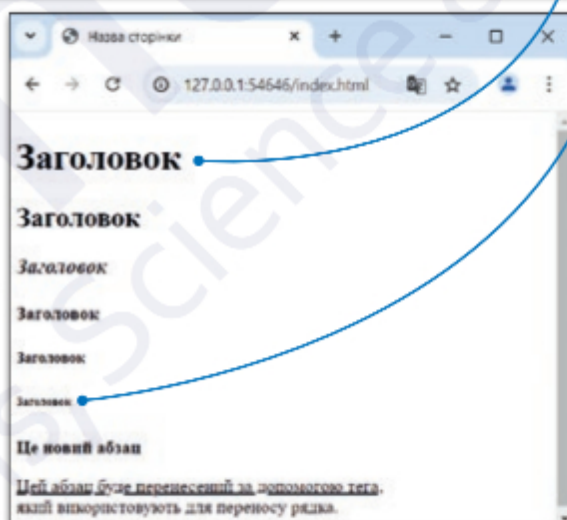 Назва сторінки
127.0.0.1:54646/index.html
Заголовок
Заголовок
Заголовок
Заголовок
Заголовок
Заголовок
Це новий абзац
Цей абзац буде перенесений за допомогою тега,
який використовують для переносу рядка.